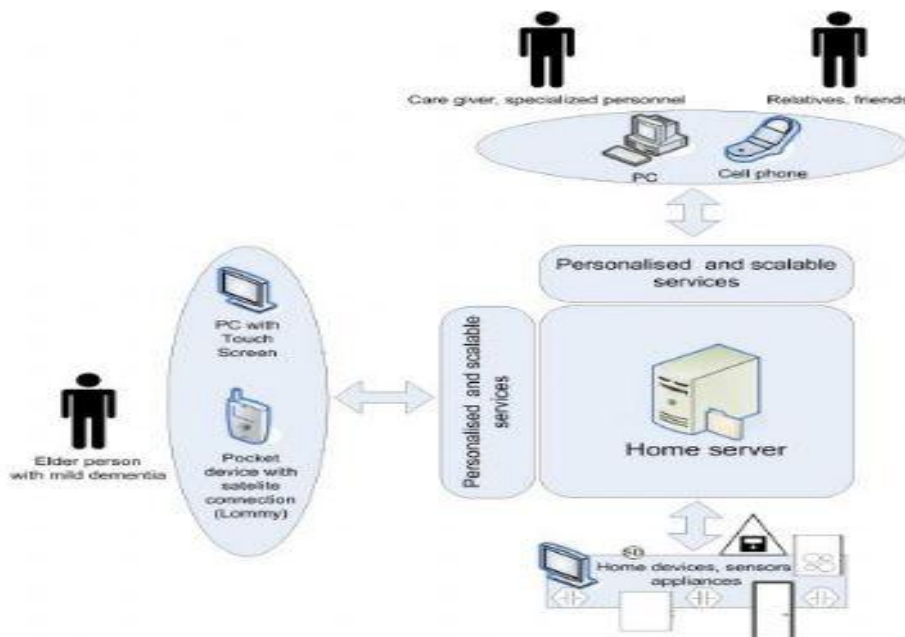 Care giver, specialized personnel
Relatives, friends
PC
Cell phone
Personalised and scalable
services
PC with
Touch
Screen
Personalised and scalable
services
Home server
Elder person
with mild dementia
Pocket
device with
satelite
connection
(Lommy)
Home devices, sensors
appliances